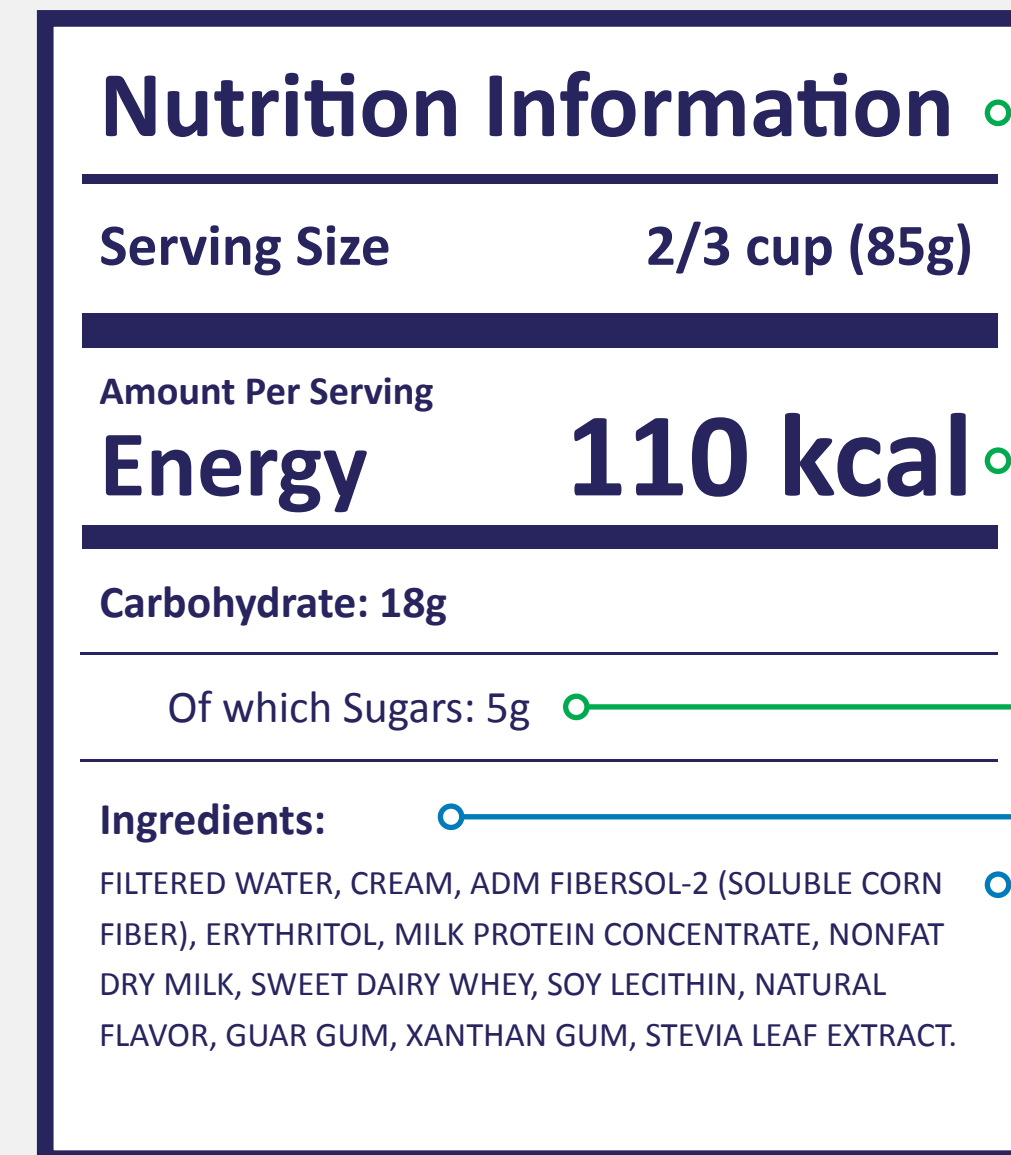 Nutrition Information
Serving Size 2/3 cup (85g)
Amount Per Serving
Energy 110 kcal
Carbohydrate: 18g
Of which Sugars: 5g
Ingredients:
FILTERED WATER, CREAM, ADM FIBERSOL-2 (SOLUBLE CORN
FIBER), ERYTHRITOL, MILK PROTEIN CONCENTRATE, NONFAT
DRY MILK, SWEET DAIRY WHEY, SOY LECITHIN, NATURAL
FLAVOR, GUAR GUM, XANTHAN GUM, STEVIA LEAF EXTRACT.